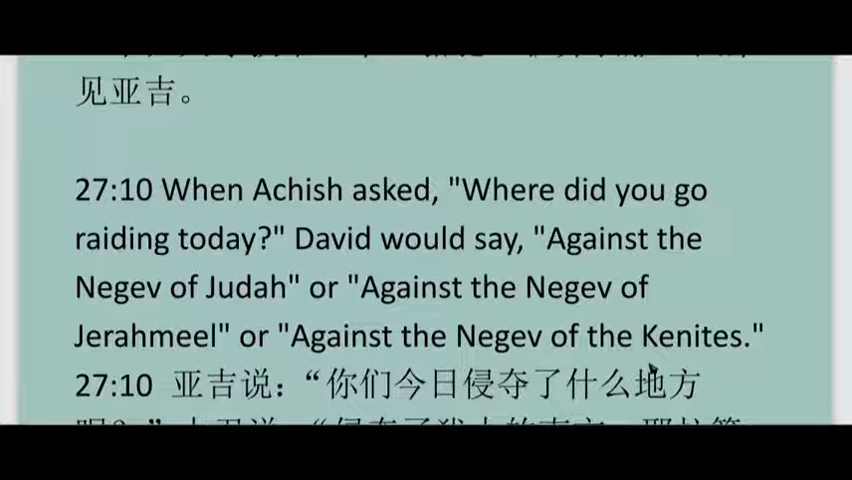 见亚吉。
27:10 When Achish asked, "Where did you go
raiding today?" David would say, "Against the
Negev of Judah" or "Against the Negev of
Jerahmeel" or "Against the Negev of the Kenites."
27:10 亚吉说：“你们今日侵夺了什么地方